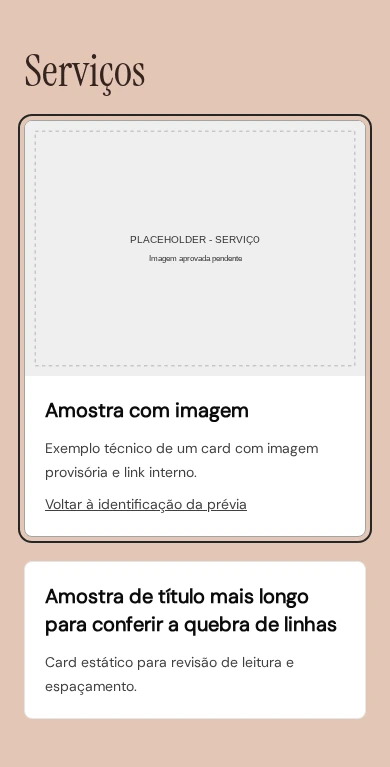 Serviços
PLACEHOLDER - SERVIÇO
Imagem aprovada pendente
Amostra com imagem
Exemplo técnico de um card com imagem
provisória e link interno.
Voltar à identificação da prévia
Amostra de título mais longo
para conferir a quebra de linhas
Card estático para revisão de leitura e
espaçamento.